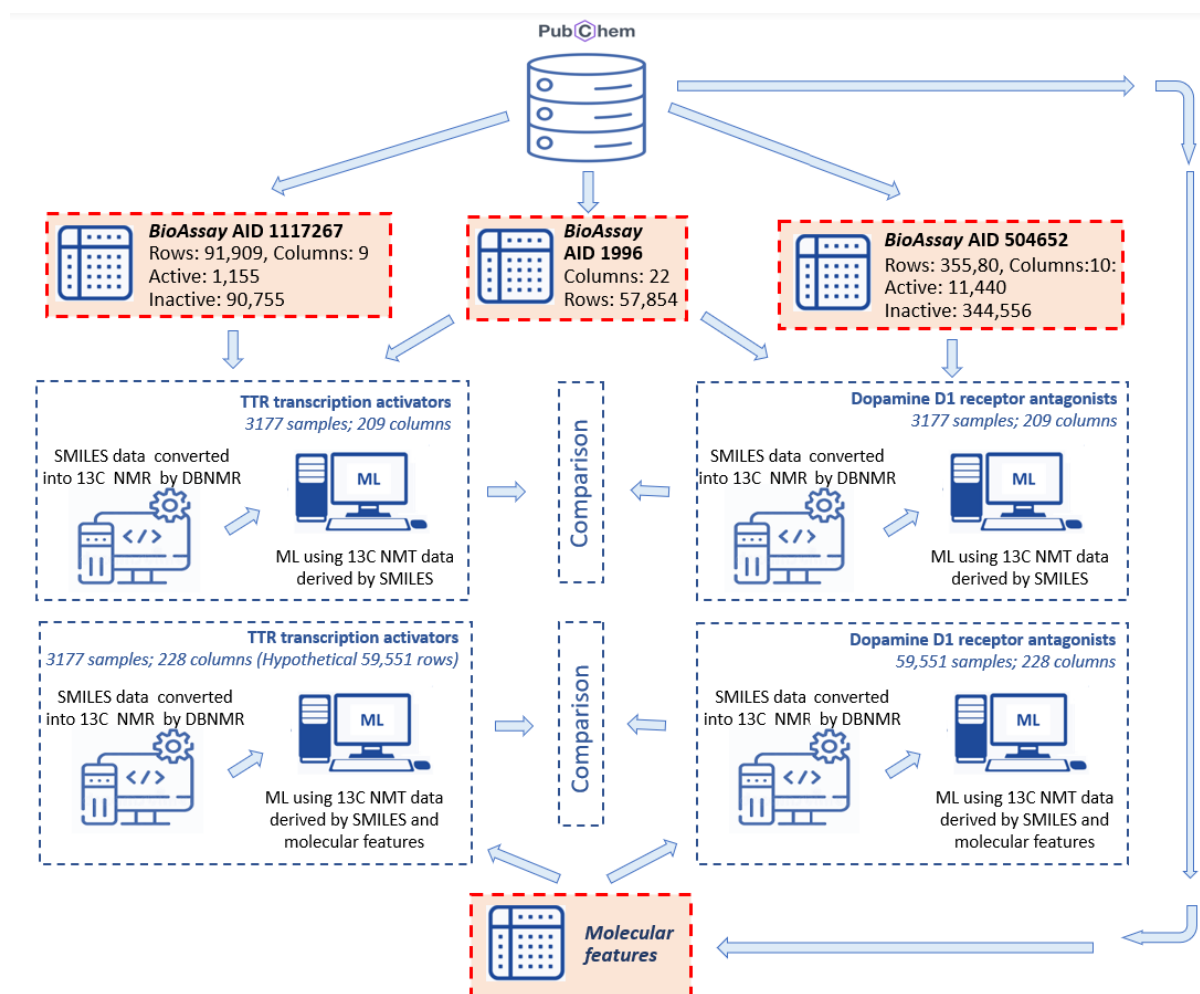 PubChem
BioAssay AID 1117267
Rows: 91,909, Columns: 9
Active: 1,155
Inactive: 90,755
BioAssay
AID 1996
Columns: 22
Rows: 57,854
BioAssay AID 504652
Rows: 355,80, Columns:10:
Active: 11,440
Inactive: 344,556
TTR transcription activators
3177 samples; 209 columns
SMILES data converted
into 13C NMR by DBNMR
ML
ML using 13C NMT data
derived by SMILES
Comparison
Dopamine D1 receptor antagonists
3177 samples; 209 columns
SMILES data converted
into 13C NMR by DBNMR
ML
ML using 13C NMT data
derived by SMILES
TTR transcription activators
3177 samples; 228 columns (Hypothetical 59,551 rows)
SMILES data converted
into 13C NMR by DBNMR
ML
ML using 13C NMT data
derived by SMILES and
molecular features
Comparison
Dopamine D1 receptor antagonists
59,551 samples; 228 columns
SMILES data converted
into 13C NMR by DBNMR
ML
ML using 13C NMT data
derived by SMILES and
molecular features
Molecular
features